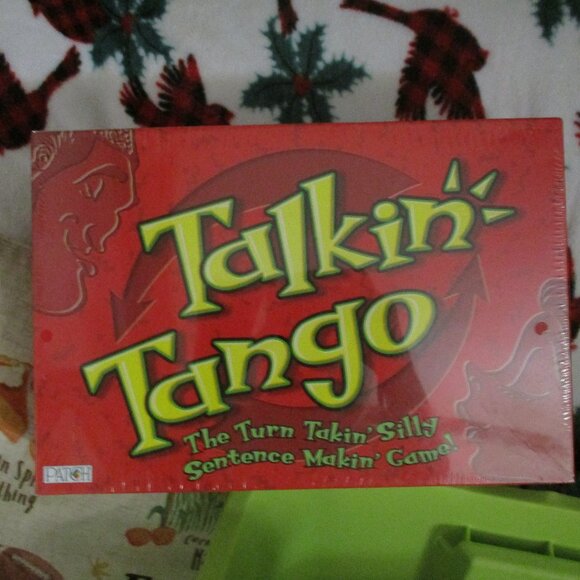 Talkin'
Tango
The Turn Takin' Silly
Sentence Makin' Game!
PATCH